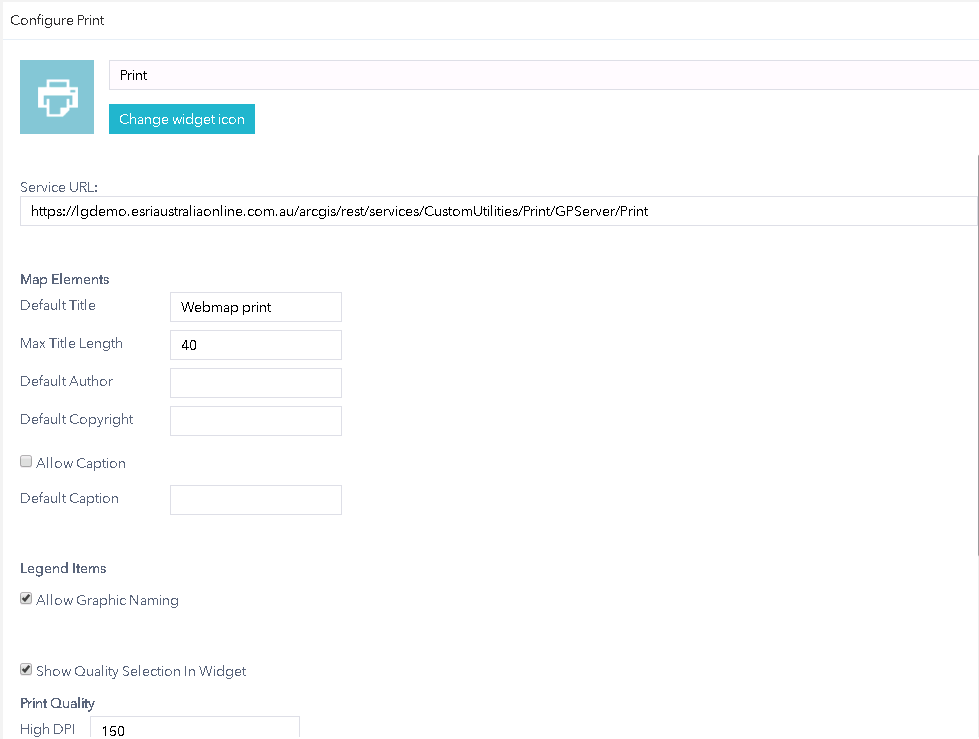 Configure Print
Print
Change widget icon
Service URL:
https://lgdemo.esriaustraliaonline.com.au/arcgis/rest/services/CustomUtilities/Print/GPServer/Print
Map Elements
Default Title Webmap print
Max Title Length 40
Default Author
Default Copyright
Allow Caption
Default Caption
Legend Items
Allow Graphic Naming
Show Quality Selection In Widget
Print Quality
High DPI 150